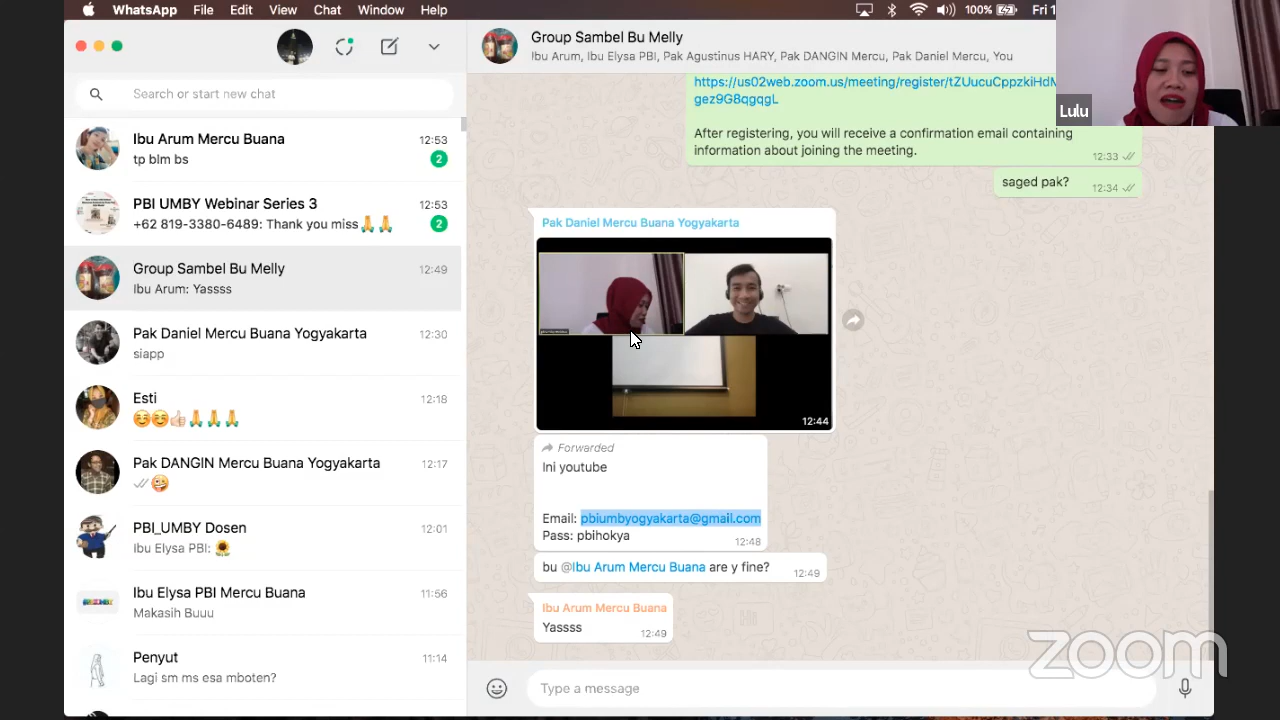 WhatsApp File Edit View Chat Window Help 100% Fri 1
Search or start new chat
Ibu Arum Mercu Buana 12:53
tp blm bs 2
PBI UMBY Webinar Series 3 12:53
+62 819-3380-6489: Thank you miss🙏🙏 2
Group Sambel Bu Melly 12:49
Ibu Arum: Yassss
Pak Daniel Mercu Buana Yogyakarta 12:30
siapp
Esti 12:18
☺️☺️👍🏻🙏🙏🙏
Pak DANGIN Mercu Buana Yogyakarta 12:17
🤪
PBI_UMBY Dosen 12:01
Ibu Elysa PBI: 🌻
Ibu Elysa PBI Mercu Buana 11:56
Makasih Buuu
Penyut 11:14
Lagi sm ms esa mboten?
Group Sambel Bu Melly
Ibu Arum, Ibu Elysa PBI, Pak Agustinus HARY, Pak DANGIN Mercu, Pak Daniel Mercu, You
https://us02web.zoom.us/meeting/register/tZUucuCppzkiHdM
gez9G8qgqgL
After registering, you will receive a confirmation email containing
information about joining the meeting.
12:33
saged pak?
12:34
Pak Daniel Mercu Buana Yogyakarta
12:44
Forwarded
Ini youtube
Email: pbiumbyogyakarta@gmail.com
Pass: pbihokya
12:48
bu @Ibu Arum Mercu Buana are y fine?
12:49
Ibu Arum Mercu Buana
Yassss
12:49
Type a message
Lulu
zoom